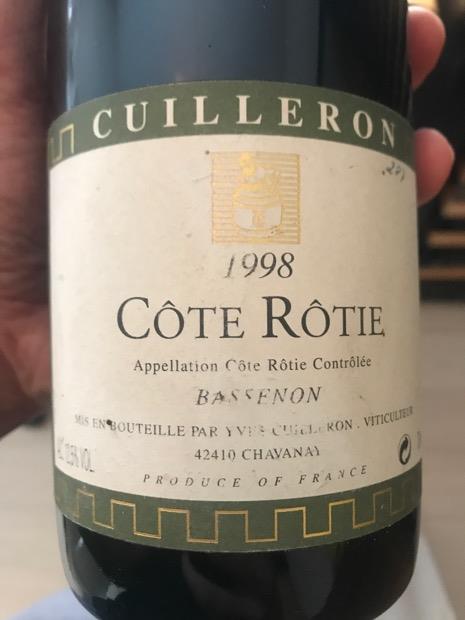 CUILLERON
1998
CÔTE RÔTIE
Appellation Côte Rôtie Contrôlée
BASSENON
MIS EN BOUTEILLE PAR YVES CUILLERON . VITICULTEUR
42410 CHAVANAY
PRODUCE OF FRANCE